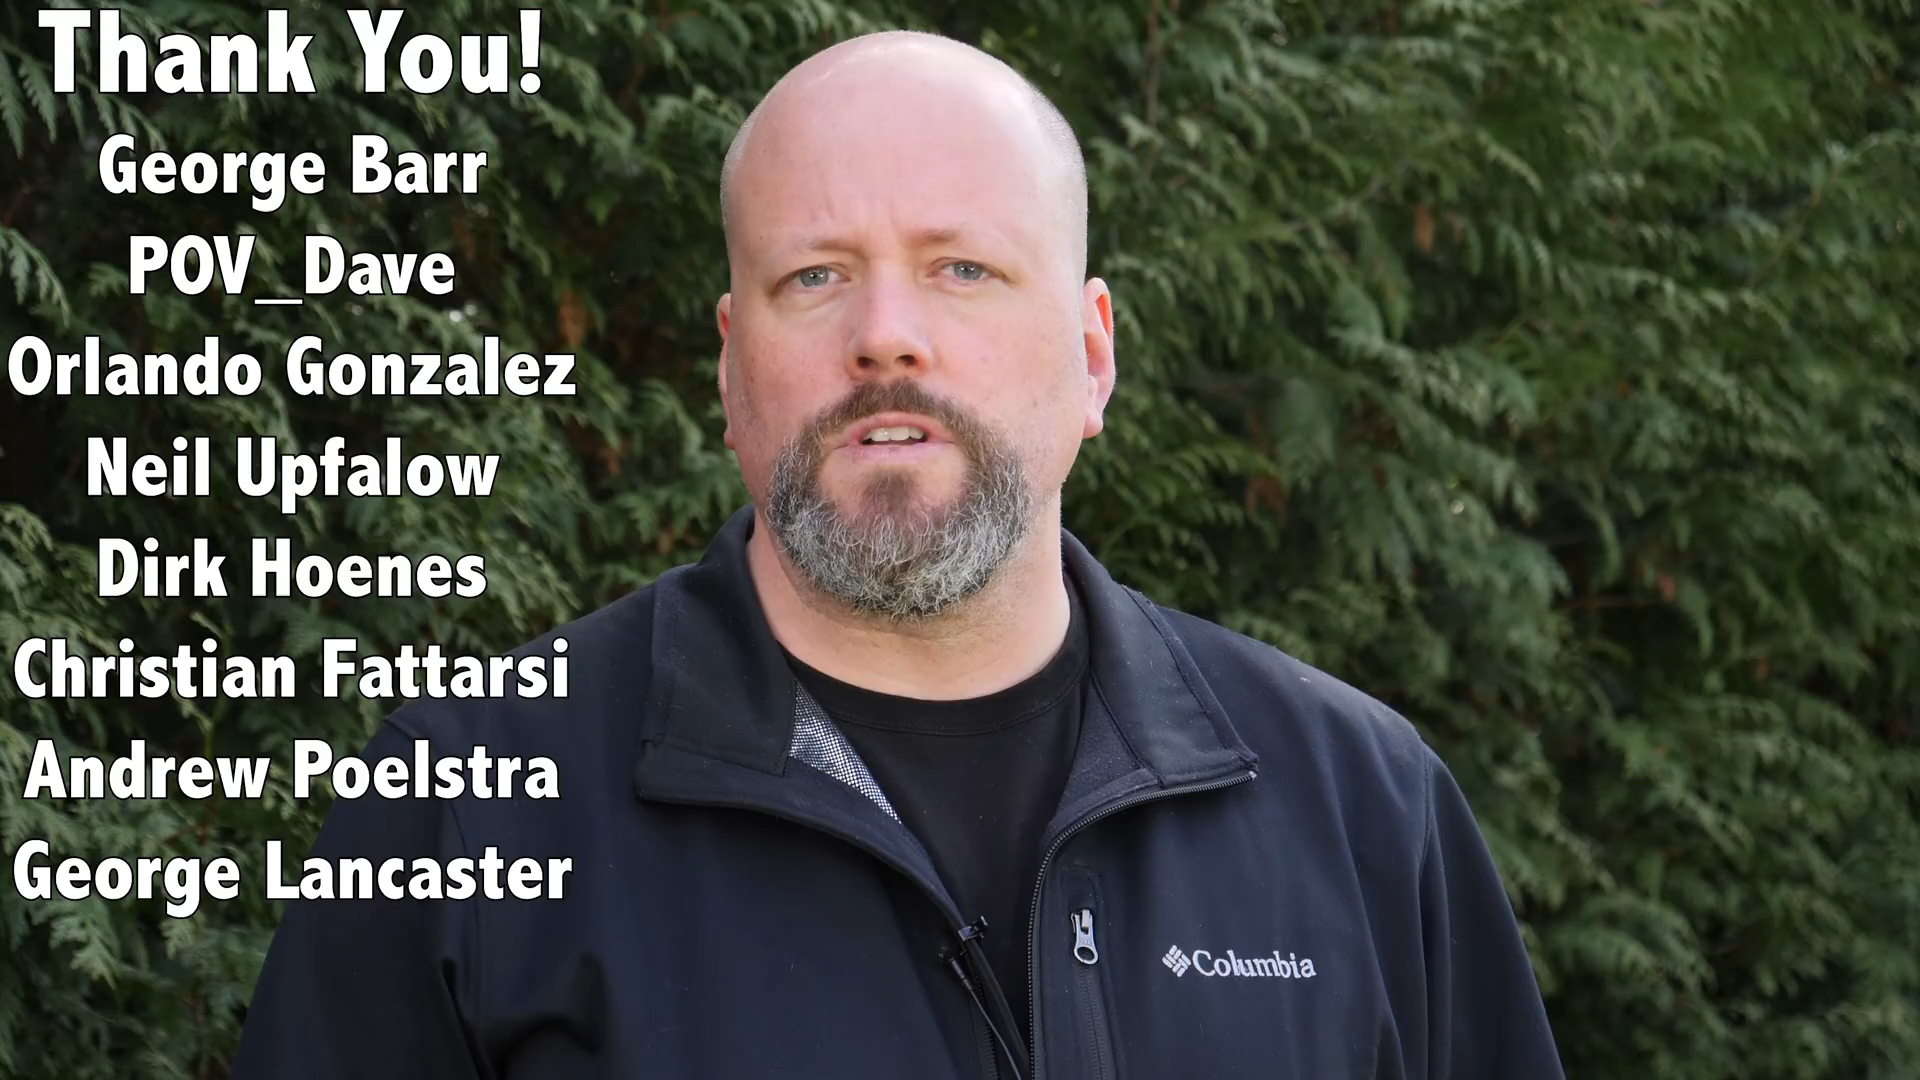 Thank You!
George Barr
POV_Dave
Orlando Gonzalez
Neil Upfalow
Dirk Hoenes
Christian Fattarsi
Andrew Poelstra
George Lancaster
Columbia